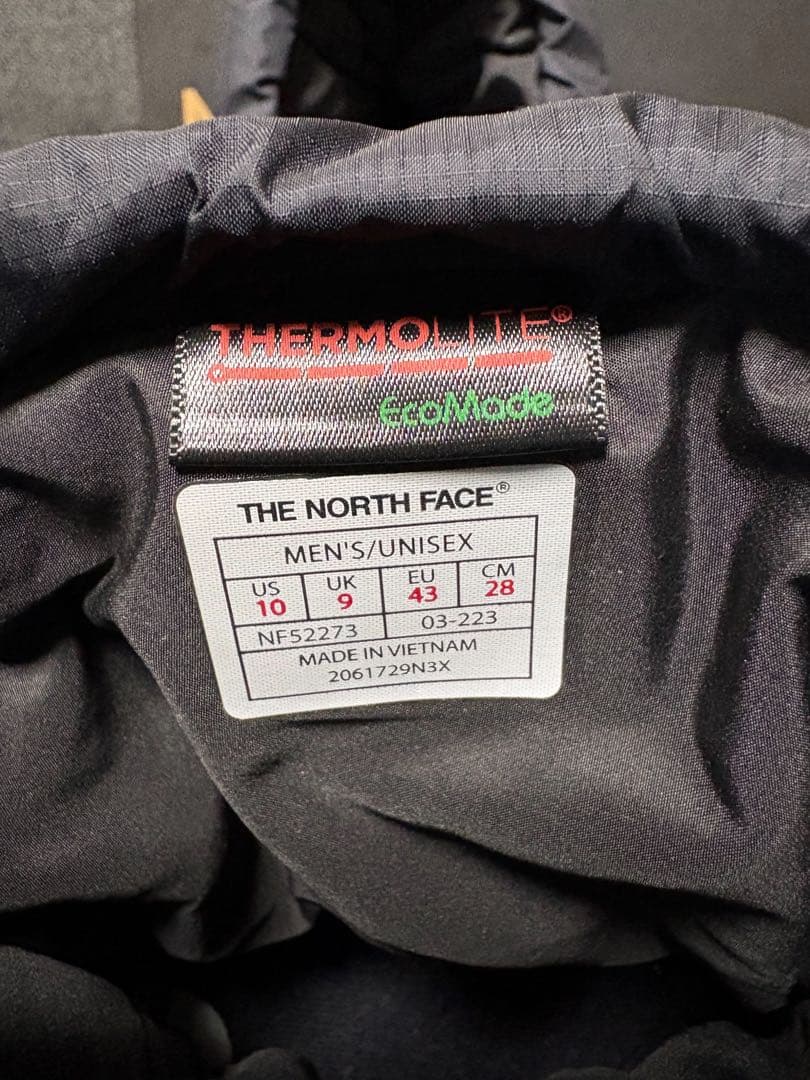 THERMOLITE®
EcoMade
THE NORTH FACE®
MEN'S/UNISEX
US UK EU CM
10 9 43 28
NF52273 03-223
MADE IN VIETNAM
2061729N3X